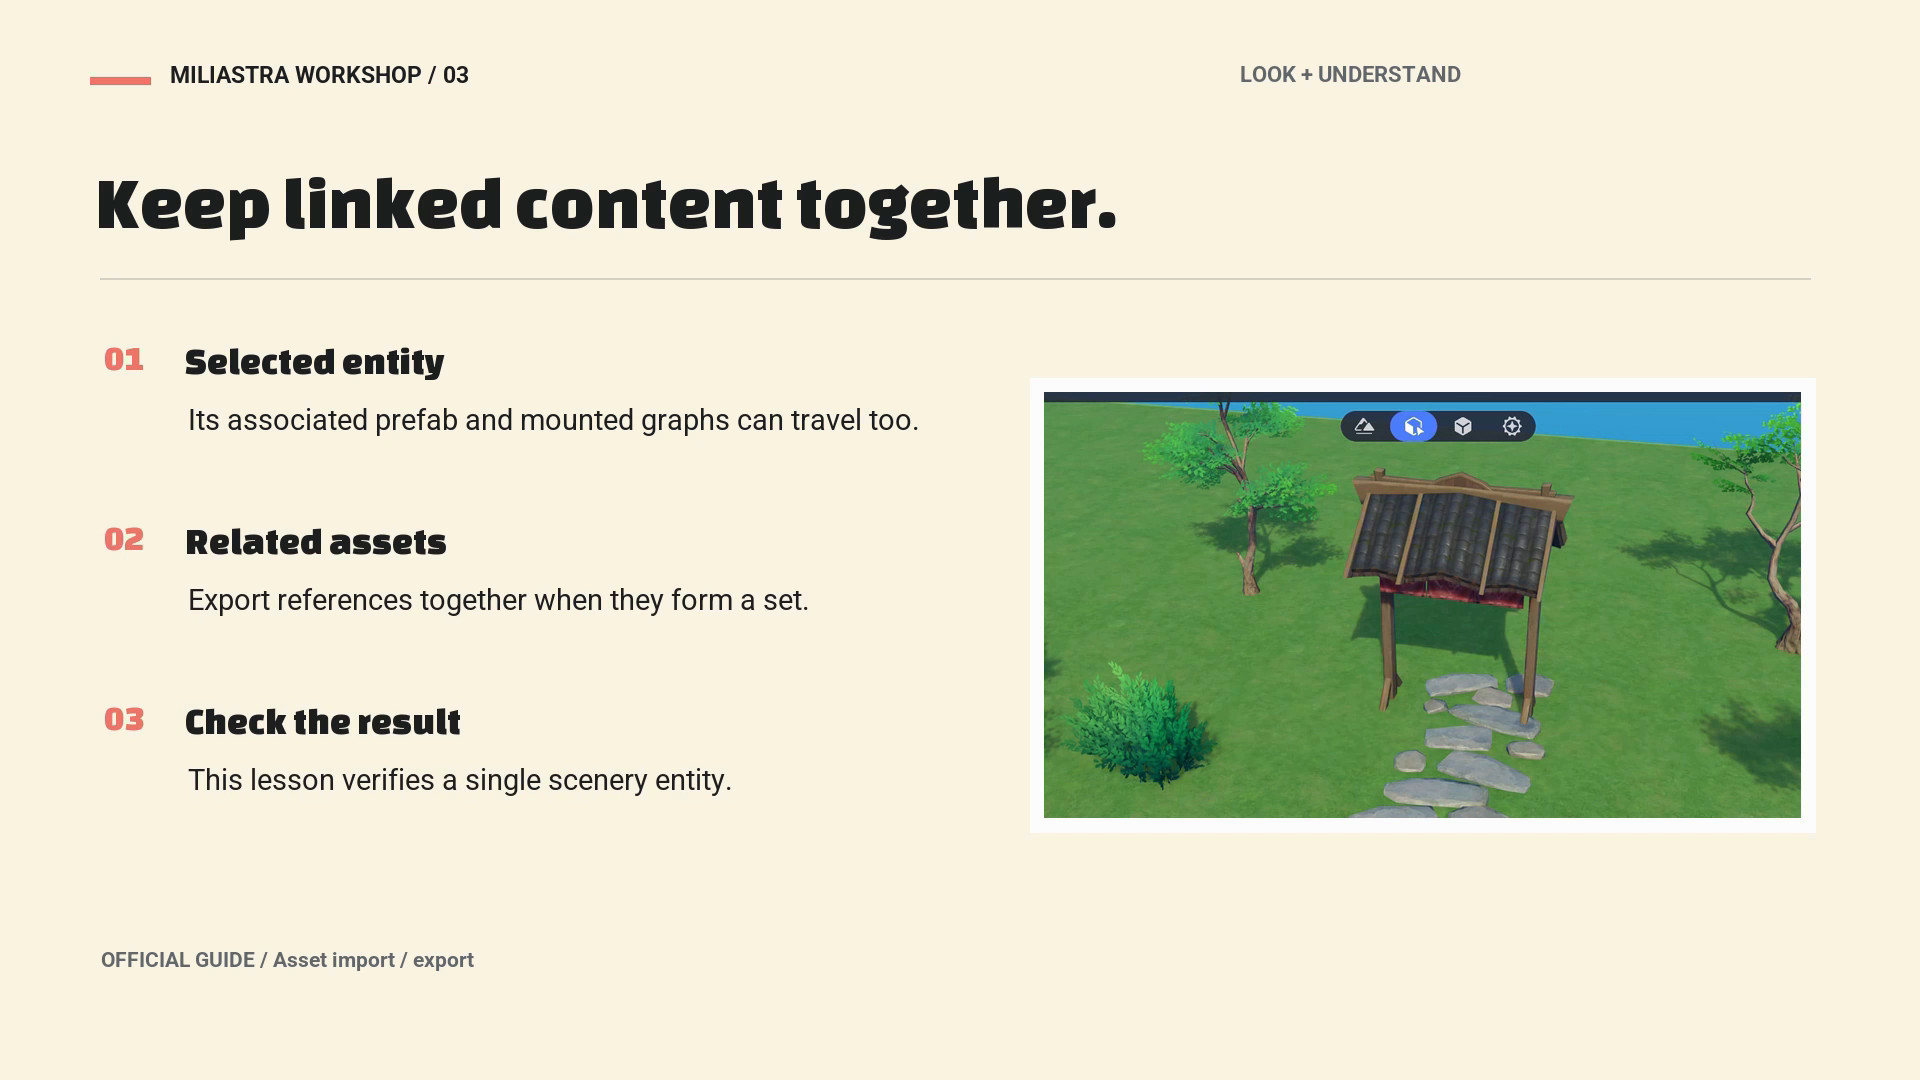 MILIASTRA WORKSHOP / 03
LOOK + UNDERSTAND
Keep linked content together.
01
Selected entity
Its associated prefab and mounted graphs can travel too.
02
Related assets
Export references together when they form a set.
03
Check the result
This lesson verifies a single scenery entity.
OFFICIAL GUIDE / Asset import / export